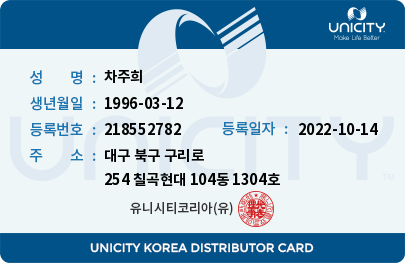 UNICITY
Make Life Better
성 명 : 차주희
생년월일 : 1996-03-12
등록번호 : 218552782 등록일자 : 2022-10-14
주 소 : 대구 북구 구리로
254 칠곡현대 104동 1304호
유니시티코리아(유)
UNICITY
UNICITY KOREA DISTRIBUTOR CARD